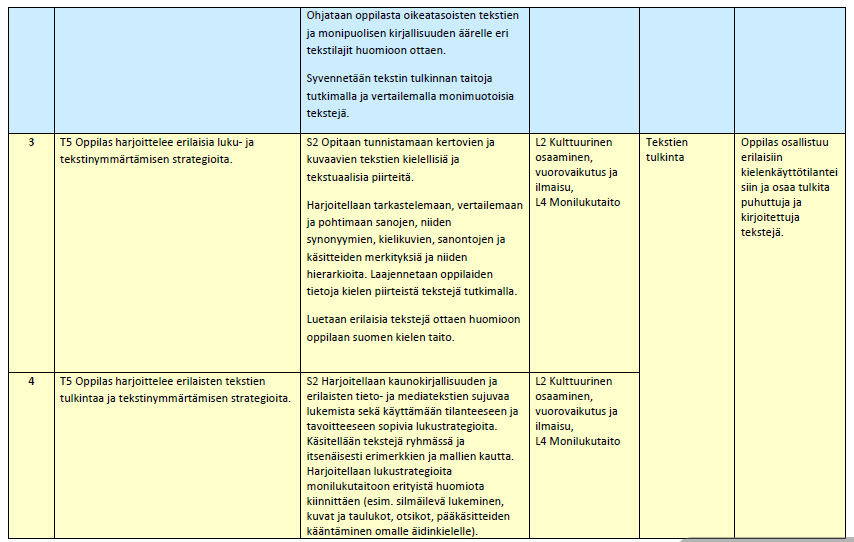 Ohjataan oppilasta oikeatasoisten tekstien
ja monipuolisen kirjallisuuden äärelle eri
tekstilajit huomioon ottaen.
Syvennetään tekstin tulkinnan taitoja
tutkimalla ja vertailemalla monimuotoisia
tekstejä.
3
T5 Oppilas harjoittelee erilaisia luku- ja
tekstinymmärtämisen strategioita.
S2 Opitaan tunnistamaan kertovien ja
kuvaavien tekstien kielellisiä ja
tekstuaalisia piirteitä.
Harjoitellaan tarkastelemaan, vertailemaan
ja pohtimaan sanojen, niiden
synonyymien, kielikuvien, sanontojen ja
käsitteiden merkityksiä ja niiden
hierarkioita. Laajennetaan oppilaiden
tietoja kielen piirteistä tekstejä tutkimalla.
Luetaan erilaisia tekstejä ottaen huomioon
oppilaan suomen kielen taito.
L2 Kulttuurinen
osaaminen,
vuorovaikutus ja
ilmaisu,
L4 Monilukutaito
Tekstien
tulkinta
Oppilas osallistuu
erilaisiin
kielenkäyttötilantei
siin ja osaa tulkita
puhuttuja ja
kirjoitettuja
tekstejä.
4
T5 Oppilas harjoittelee erilaisten tekstien
tulkintaa ja tekstinymmärtämisen strategioita.
S2 Harjoitellaan kaunokirjallisuuden ja
erilaisten tieto- ja mediatekstien sujuvaa
lukemista sekä käyttämään tilanteeseen ja
tavoitteeseen sopivia lukustrategioita.
Käsitellään tekstejä ryhmässä ja
itsenäisesti erimerkkien ja mallien kautta.
Harjoitellaan lukustrategioita
monilukutaitoon erityistä huomiota
kiinnittäen (esim. silmäilevä lukeminen,
kuvat ja taulukot, otsikot, pääkäsitteiden
kääntäminen omalle äidinkielelle).
L2 Kulttuurinen
osaaminen,
vuorovaikutus ja
ilmaisu,
L4 Monilukutaito